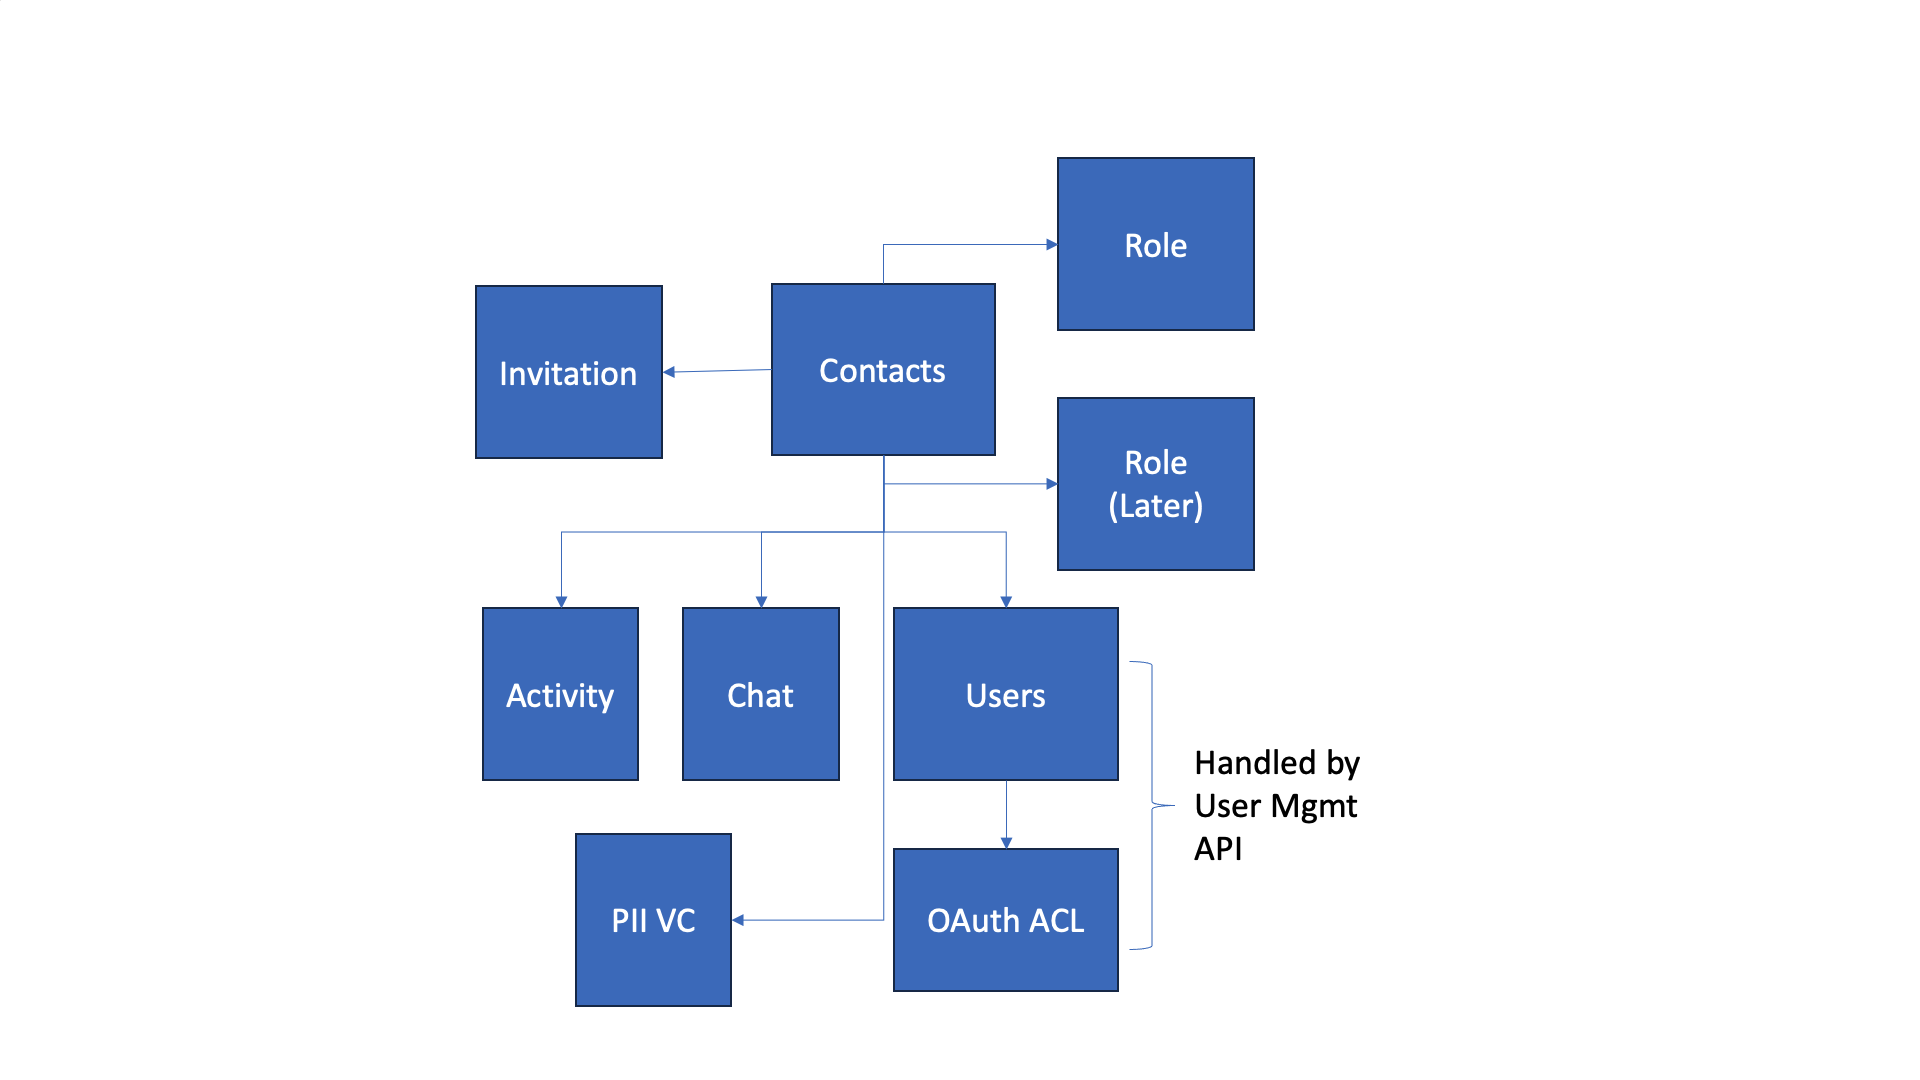 Role
Invitation
Contacts
Role
(Later)
Activity
Chat
Users
Handled by
User Mgmt
API
PII VC
OAuth ACL